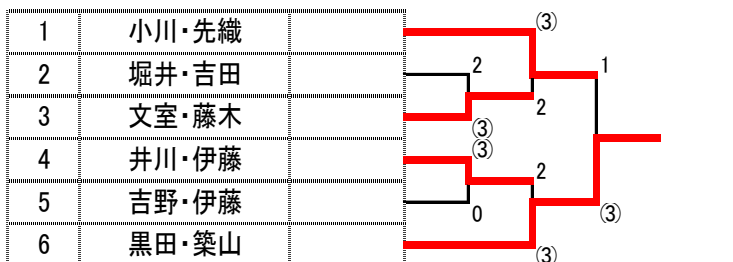 1 小川・先織 ⑶
2 堀井・吉田 2 1
3 文室・藤木 ⑶ 2
4 井川・伊藤 ⑶ 2
5 吉野・伊藤 0 ⑶
6 黒田・築山 ⑶